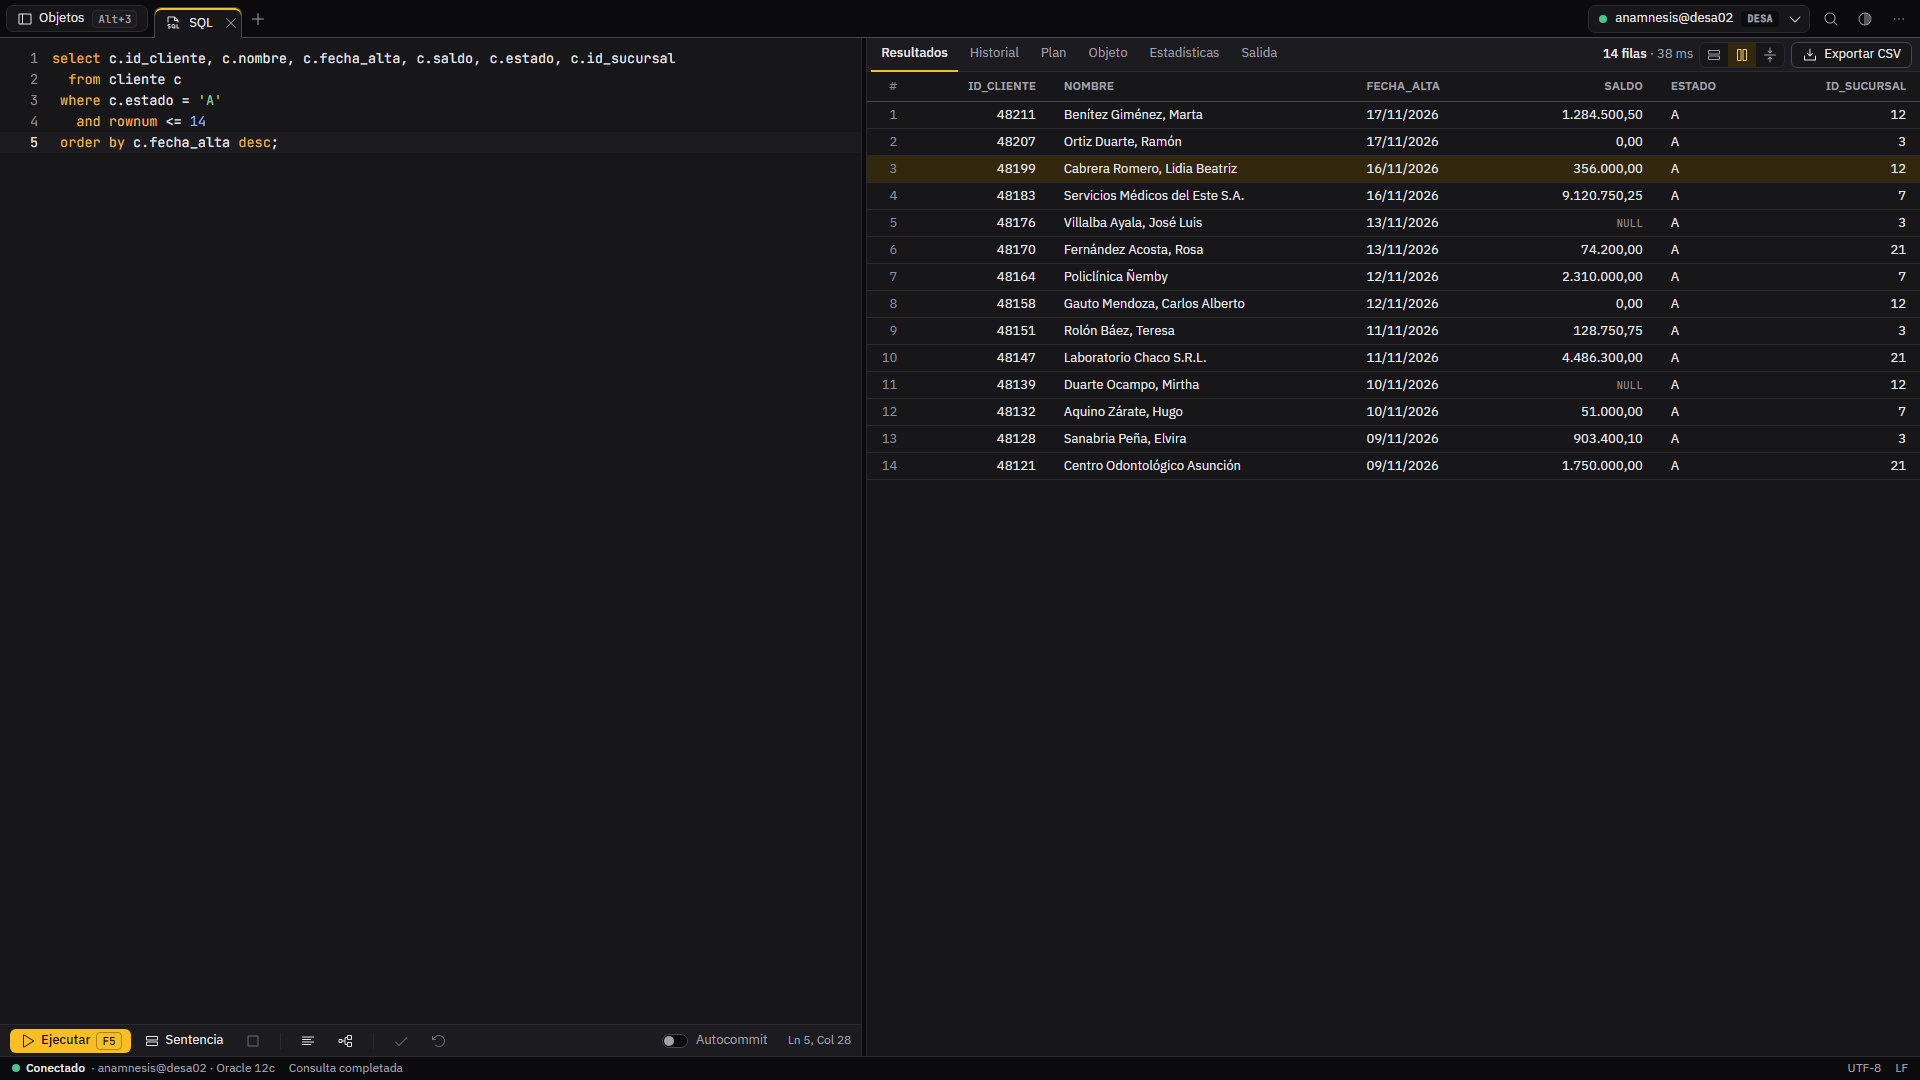 Objetos Alt+3 SQL anamnesis@desa02 DESA
1 select c.id_cliente, c.nombre, c.fecha_alta, c.saldo, c.estado, c.id_sucursal
2 from cliente c
3 where c.estado = 'A'
4 and rownum <= 14
5 order by c.fecha_alta desc;
Resultados Historial Plan Objeto Estadísticas Salida 14 filas · 38 ms Exportar CSV
# ID_CLIENTE NOMBRE FECHA_ALTA SALDO ESTADO ID_SUCURSAL
1 48211 Benítez Giménez, Marta 17/11/2026 1.284.500,50 A 12
2 48207 Ortiz Duarte, Ramón 17/11/2026 0,00 A 3
3 48199 Cabrera Romero, Lidia Beatriz 16/11/2026 356.000,00 A 12
4 48183 Servicios Médicos del Este S.A. 16/11/2026 9.120.750,25 A 7
5 48176 Villalba Ayala, José Luis 13/11/2026 NULL A 3
6 48170 Fernández Acosta, Rosa 13/11/2026 74.200,00 A 21
7 48164 Policlínica Ñemby 12/11/2026 2.310.000,00 A 7
8 48158 Gauto Mendoza, Carlos Alberto 12/11/2026 0,00 A 12
9 48151 Rolón Báez, Teresa 11/11/2026 128.750,75 A 3
10 48147 Laboratorio Chaco S.R.L. 11/11/2026 4.486.300,00 A 21
11 48139 Duarte Ocampo, Mirtha 10/11/2026 NULL A 12
12 48132 Aquino Zárate, Hugo 10/11/2026 51.000,00 A 7
13 48128 Sanabria Peña, Elvira 09/11/2026 903.400,10 A 3
14 48121 Centro Odontológico Asunción 09/11/2026 1.750.000,00 A 21
Ejecutar F5 Sentencia Autocommit Ln 5, Col 28
Conectado · anamnesis@desa02 · Oracle 12c Consulta completada UTF-8 LF